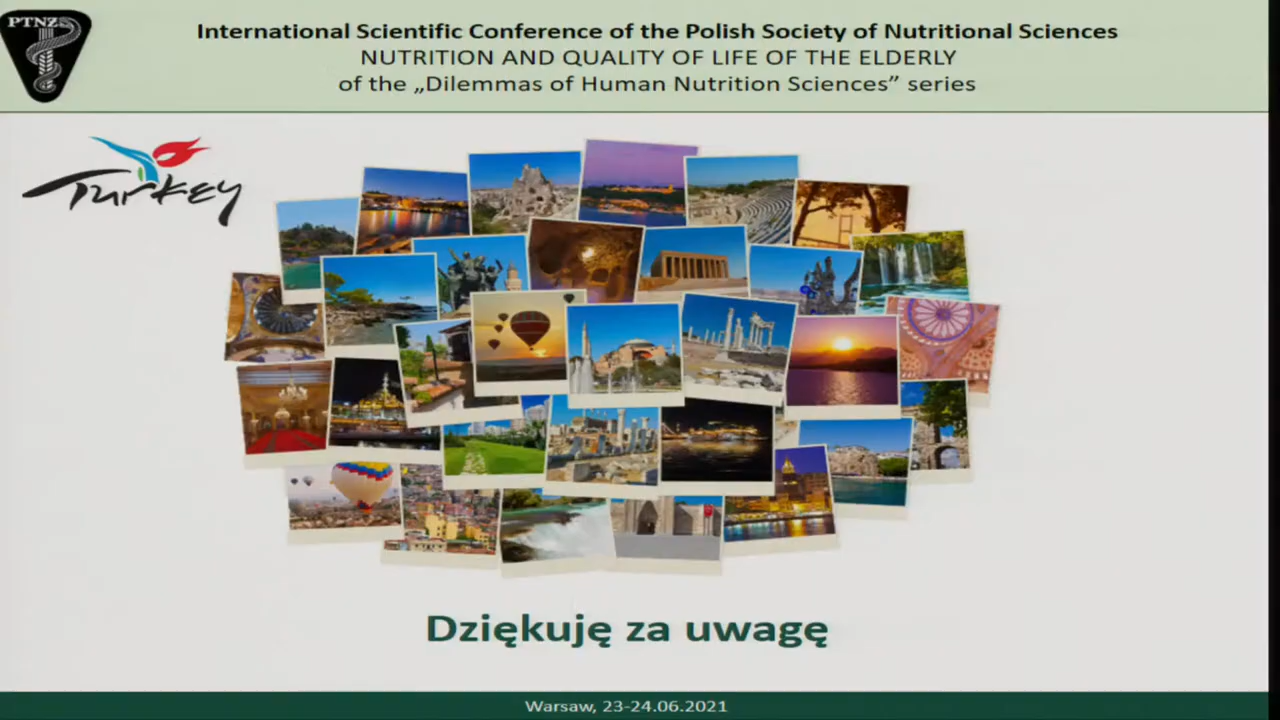 PTNZ
International Scientific Conference of the Polish Society of Nutritional Sciences
NUTRITION AND QUALITY OF LIFE OF THE ELDERLY
of the „Dilemmas of Human Nutrition Sciences” series
Turkey
Dziękuję za uwagę
Warsaw, 23-24.06.2021